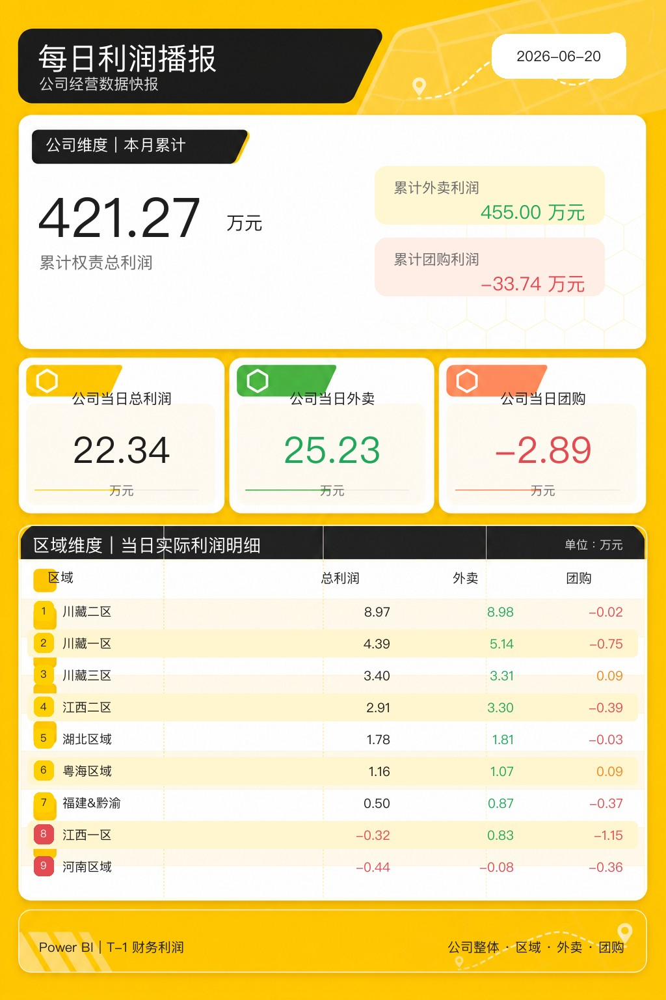 每日利润播报
公司经营数据快报
2026-06-20
公司维度｜本月累计
421.27 万元
累计权责总利润
累计外卖利润
455.00 万元
累计团购利润
-33.74 万元
公司当日总利润
22.34
万元
公司当日外卖
25.23
万元
公司当日团购
-2.89
万元
区域维度｜当日实际利润明细 单位：万元
区域 总利润 外卖 团购
1 川藏二区 8.97 8.98 -0.02
2 川藏一区 4.39 5.14 -0.75
3 川藏三区 3.40 3.31 0.09
4 江西二区 2.91 3.30 -0.39
5 湖北区域 1.78 1.81 -0.03
6 粤海区域 1.16 1.07 0.09
7 福建&黔渝 0.50 0.87 -0.37
8 江西一区 -0.32 0.83 -1.15
9 河南区域 -0.44 -0.08 -0.36
Power BI｜T-1 财务利润 公司整体 · 区域 · 外卖 · 团购